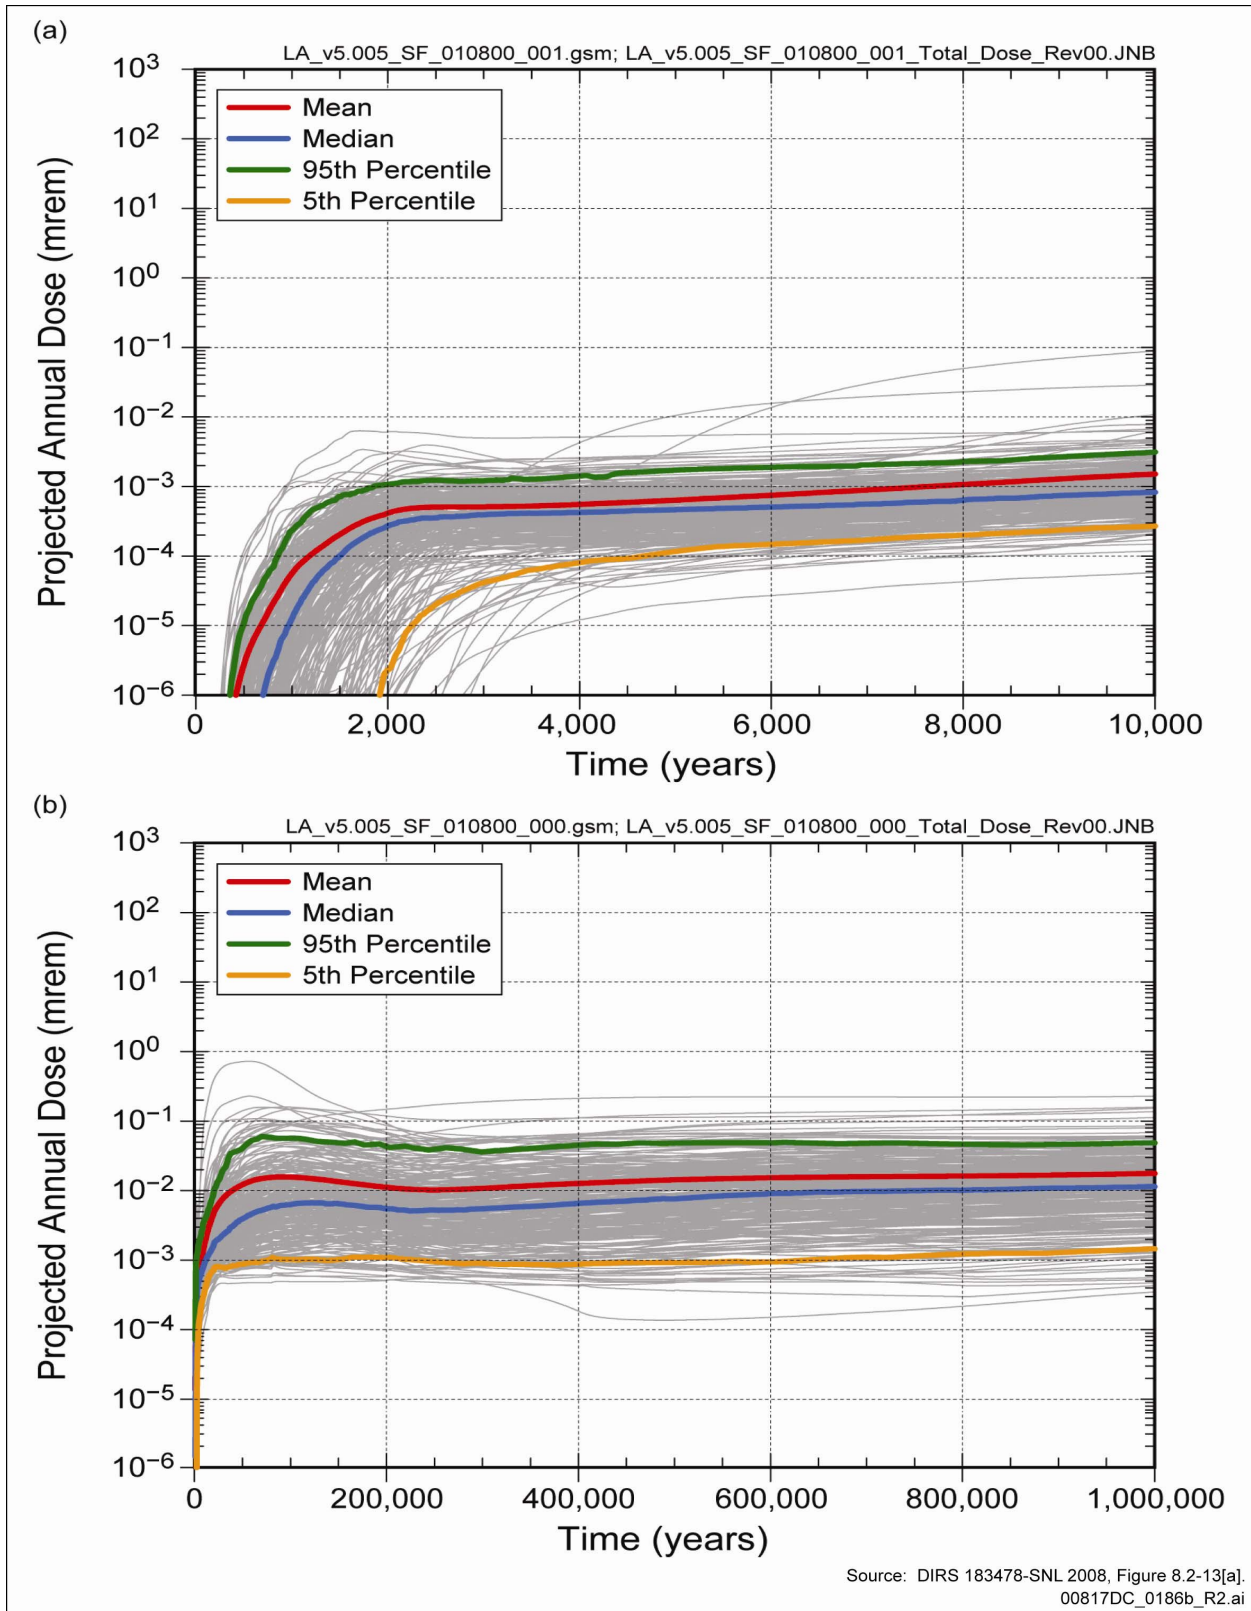 (a)
LA_v5.005_SF_010800_001.gsm; LA_v5.005_SF_010800_001_Total_Dose_Rev00.JNB
Projected Annual Dose (mrem)
10³
10²
10¹
10⁰
10⁻¹
10⁻²
10⁻³
10⁻⁴
10⁻⁵
10⁻⁶
Mean
Median
95th Percentile
5th Percentile
0 2,000 4,000 6,000 8,000 10,000
Time (years)
(b)
LA_v5.005_SF_010800_000.gsm; LA_v5.005_SF_010800_000_Total_Dose_Rev00.JNB
Projected Annual Dose (mrem)
10³
10²
10¹
10⁰
10⁻¹
10⁻²
10⁻³
10⁻⁴
10⁻⁵
10⁻⁶
Mean
Median
95th Percentile
5th Percentile
0 200,000 400,000 600,000 800,000 1,000,000
Time (years)
Source: DIRS 183478-SNL 2008, Figure 8.2-13[a].
00817DC_0186b_R2.ai